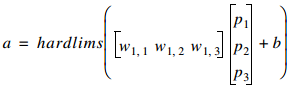 a = hardlims([w1, 1 w1, 2 w1, 3] [p1 p2 p3] + b)